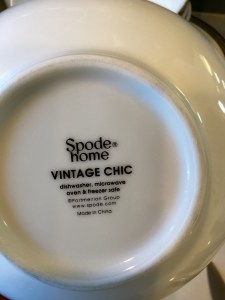 Spode®
home
VINTAGE CHIC
dishwasher, microwave
oven & freezer safe
©Portmeirion Group
www.spode.com
Made in China